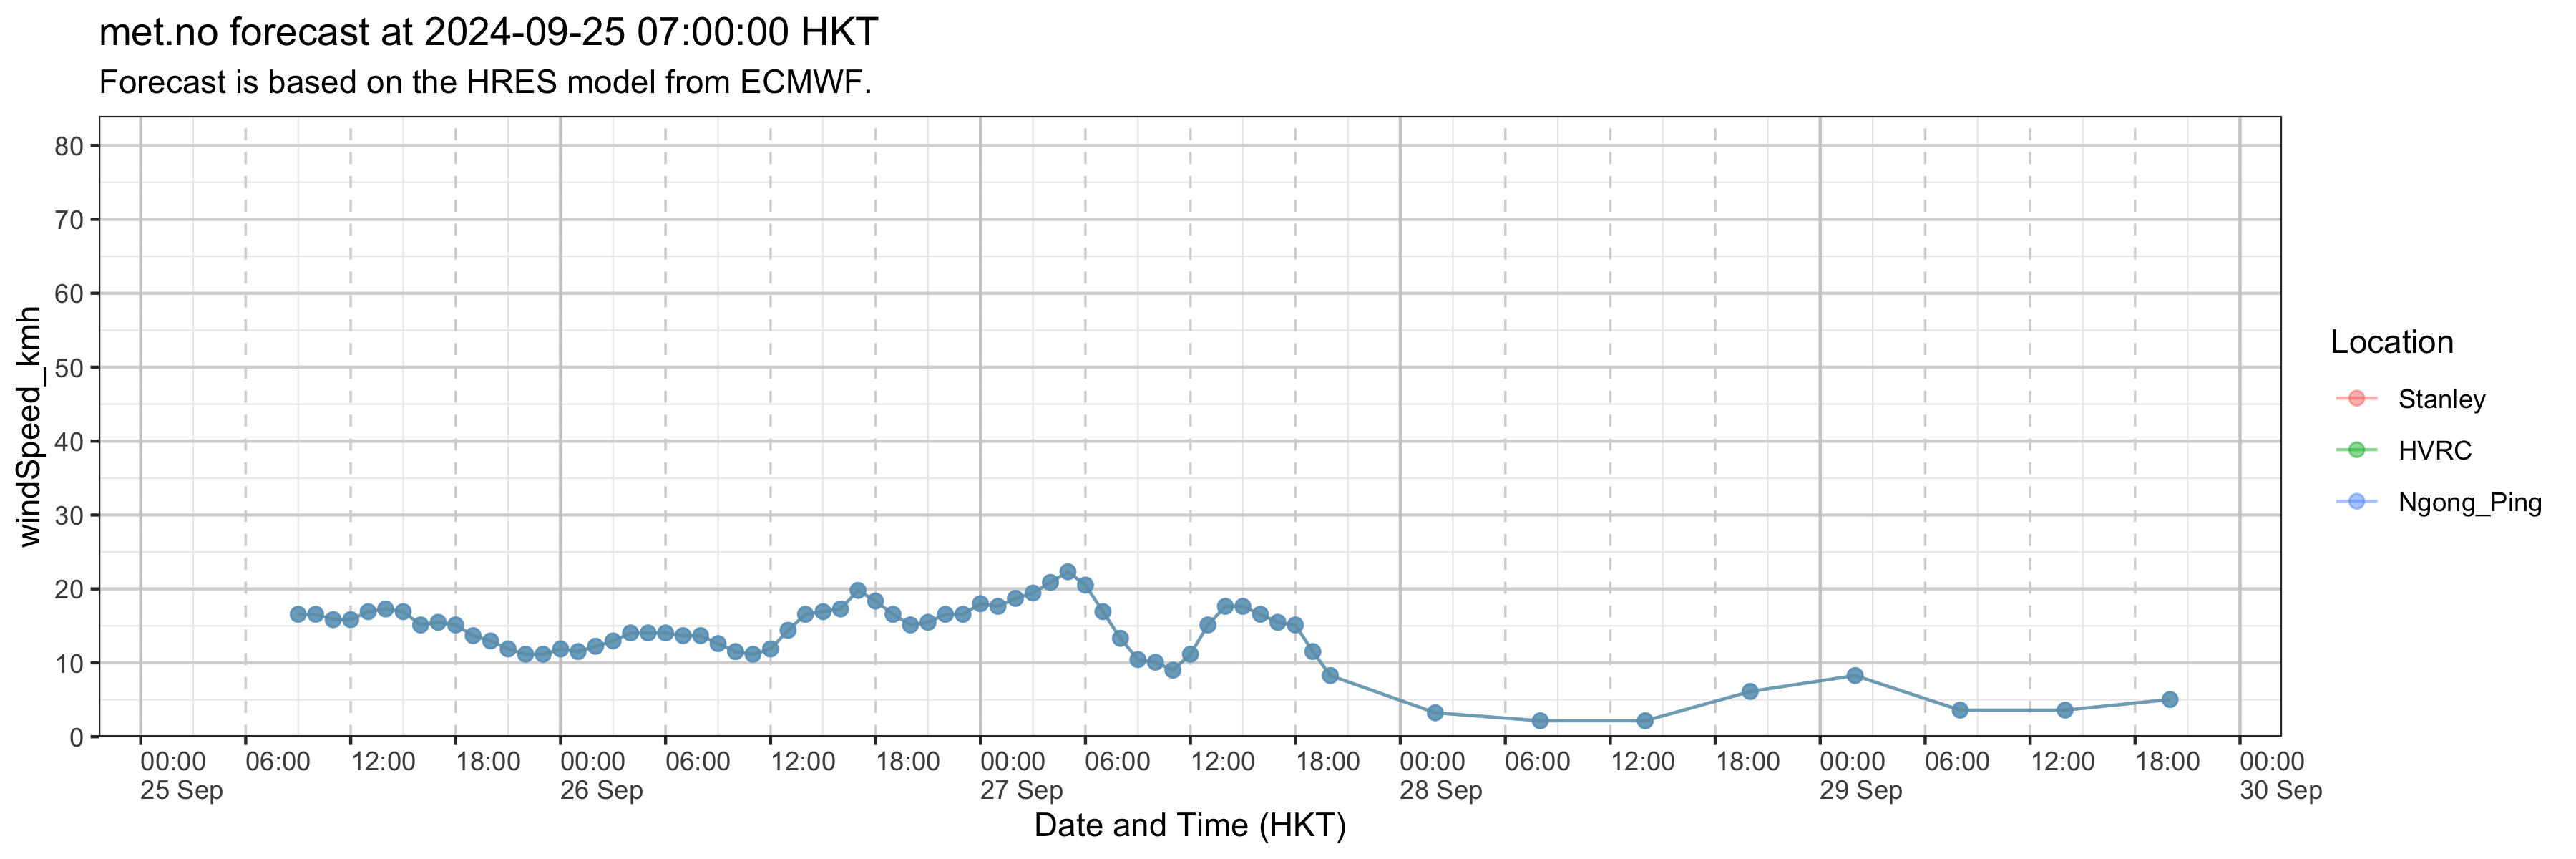 met.no forecast at 2024-09-25 07:00:00 HKT
Forecast is based on the HRES model from ECMWF.
windSpeed_kmh
80
70
60
50
40
30
20
10
0
00:00 06:00 12:00 18:00 00:00 06:00 12:00 18:00 00:00 06:00 12:00 18:00 00:00 06:00 12:00 18:00 00:00 06:00 12:00 18:00 00:00
25 Sep 26 Sep 27 Sep 28 Sep 29 Sep 30 Sep
Date and Time (HKT)
Location
Stanley
HVRC
Ngong_Ping